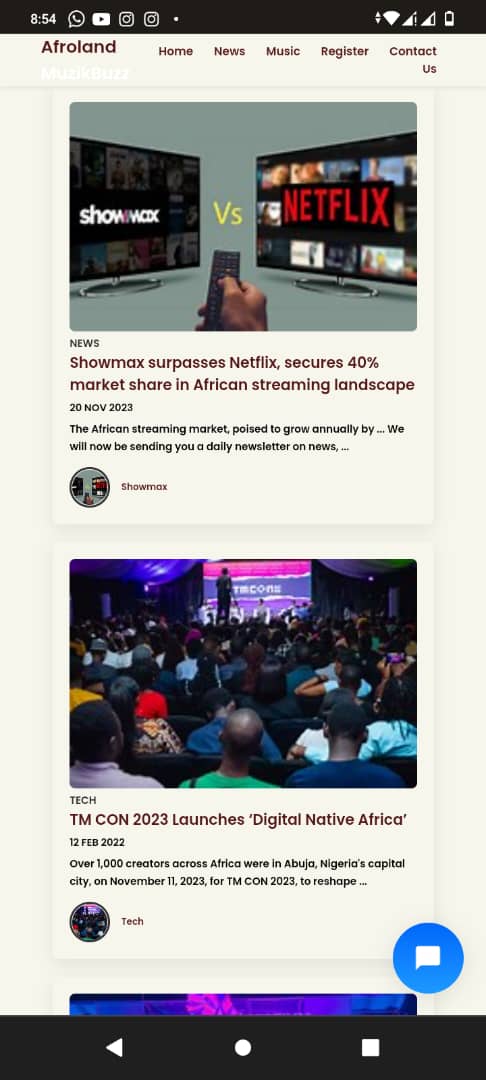 8:54
Afroland
MuzikBuzz
Home News Music Register Contact Us
showmax
Vs
NETFLIX
NEWS
Showmax surpasses Netflix, secures 40%
market share in African streaming landscape
20 NOV 2023
The African streaming market, poised to grow annually by ... We
will now be sending you a daily newsletter on news, ...
Showmax
TMCON
TECH
TM CON 2023 Launches ‘Digital Native Africa’
12 FEB 2022
Over 1,000 creators across Africa were in Abuja, Nigeria's capital
city, on November 11, 2023, for TM CON 2023, to reshape ...
Tech